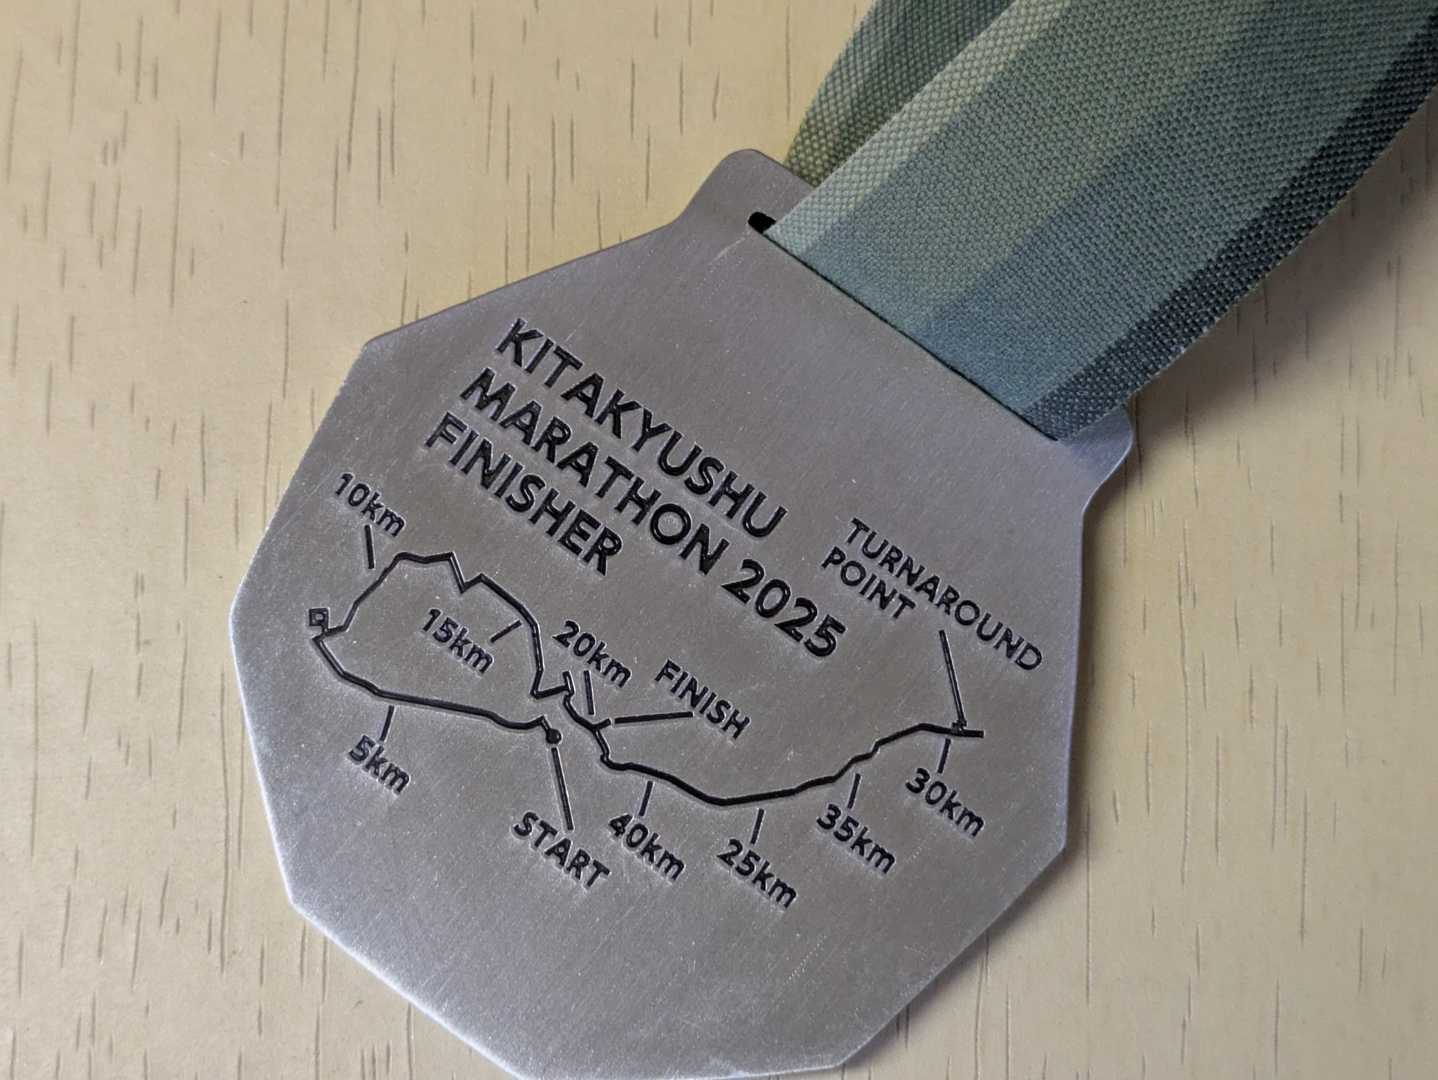 KITAKYUSHU
MARATHON 2025
FINISHER
10km
TURNAROUND
POINT
15km
20km
FINISH
5km
START
40km
25km
35km
30km